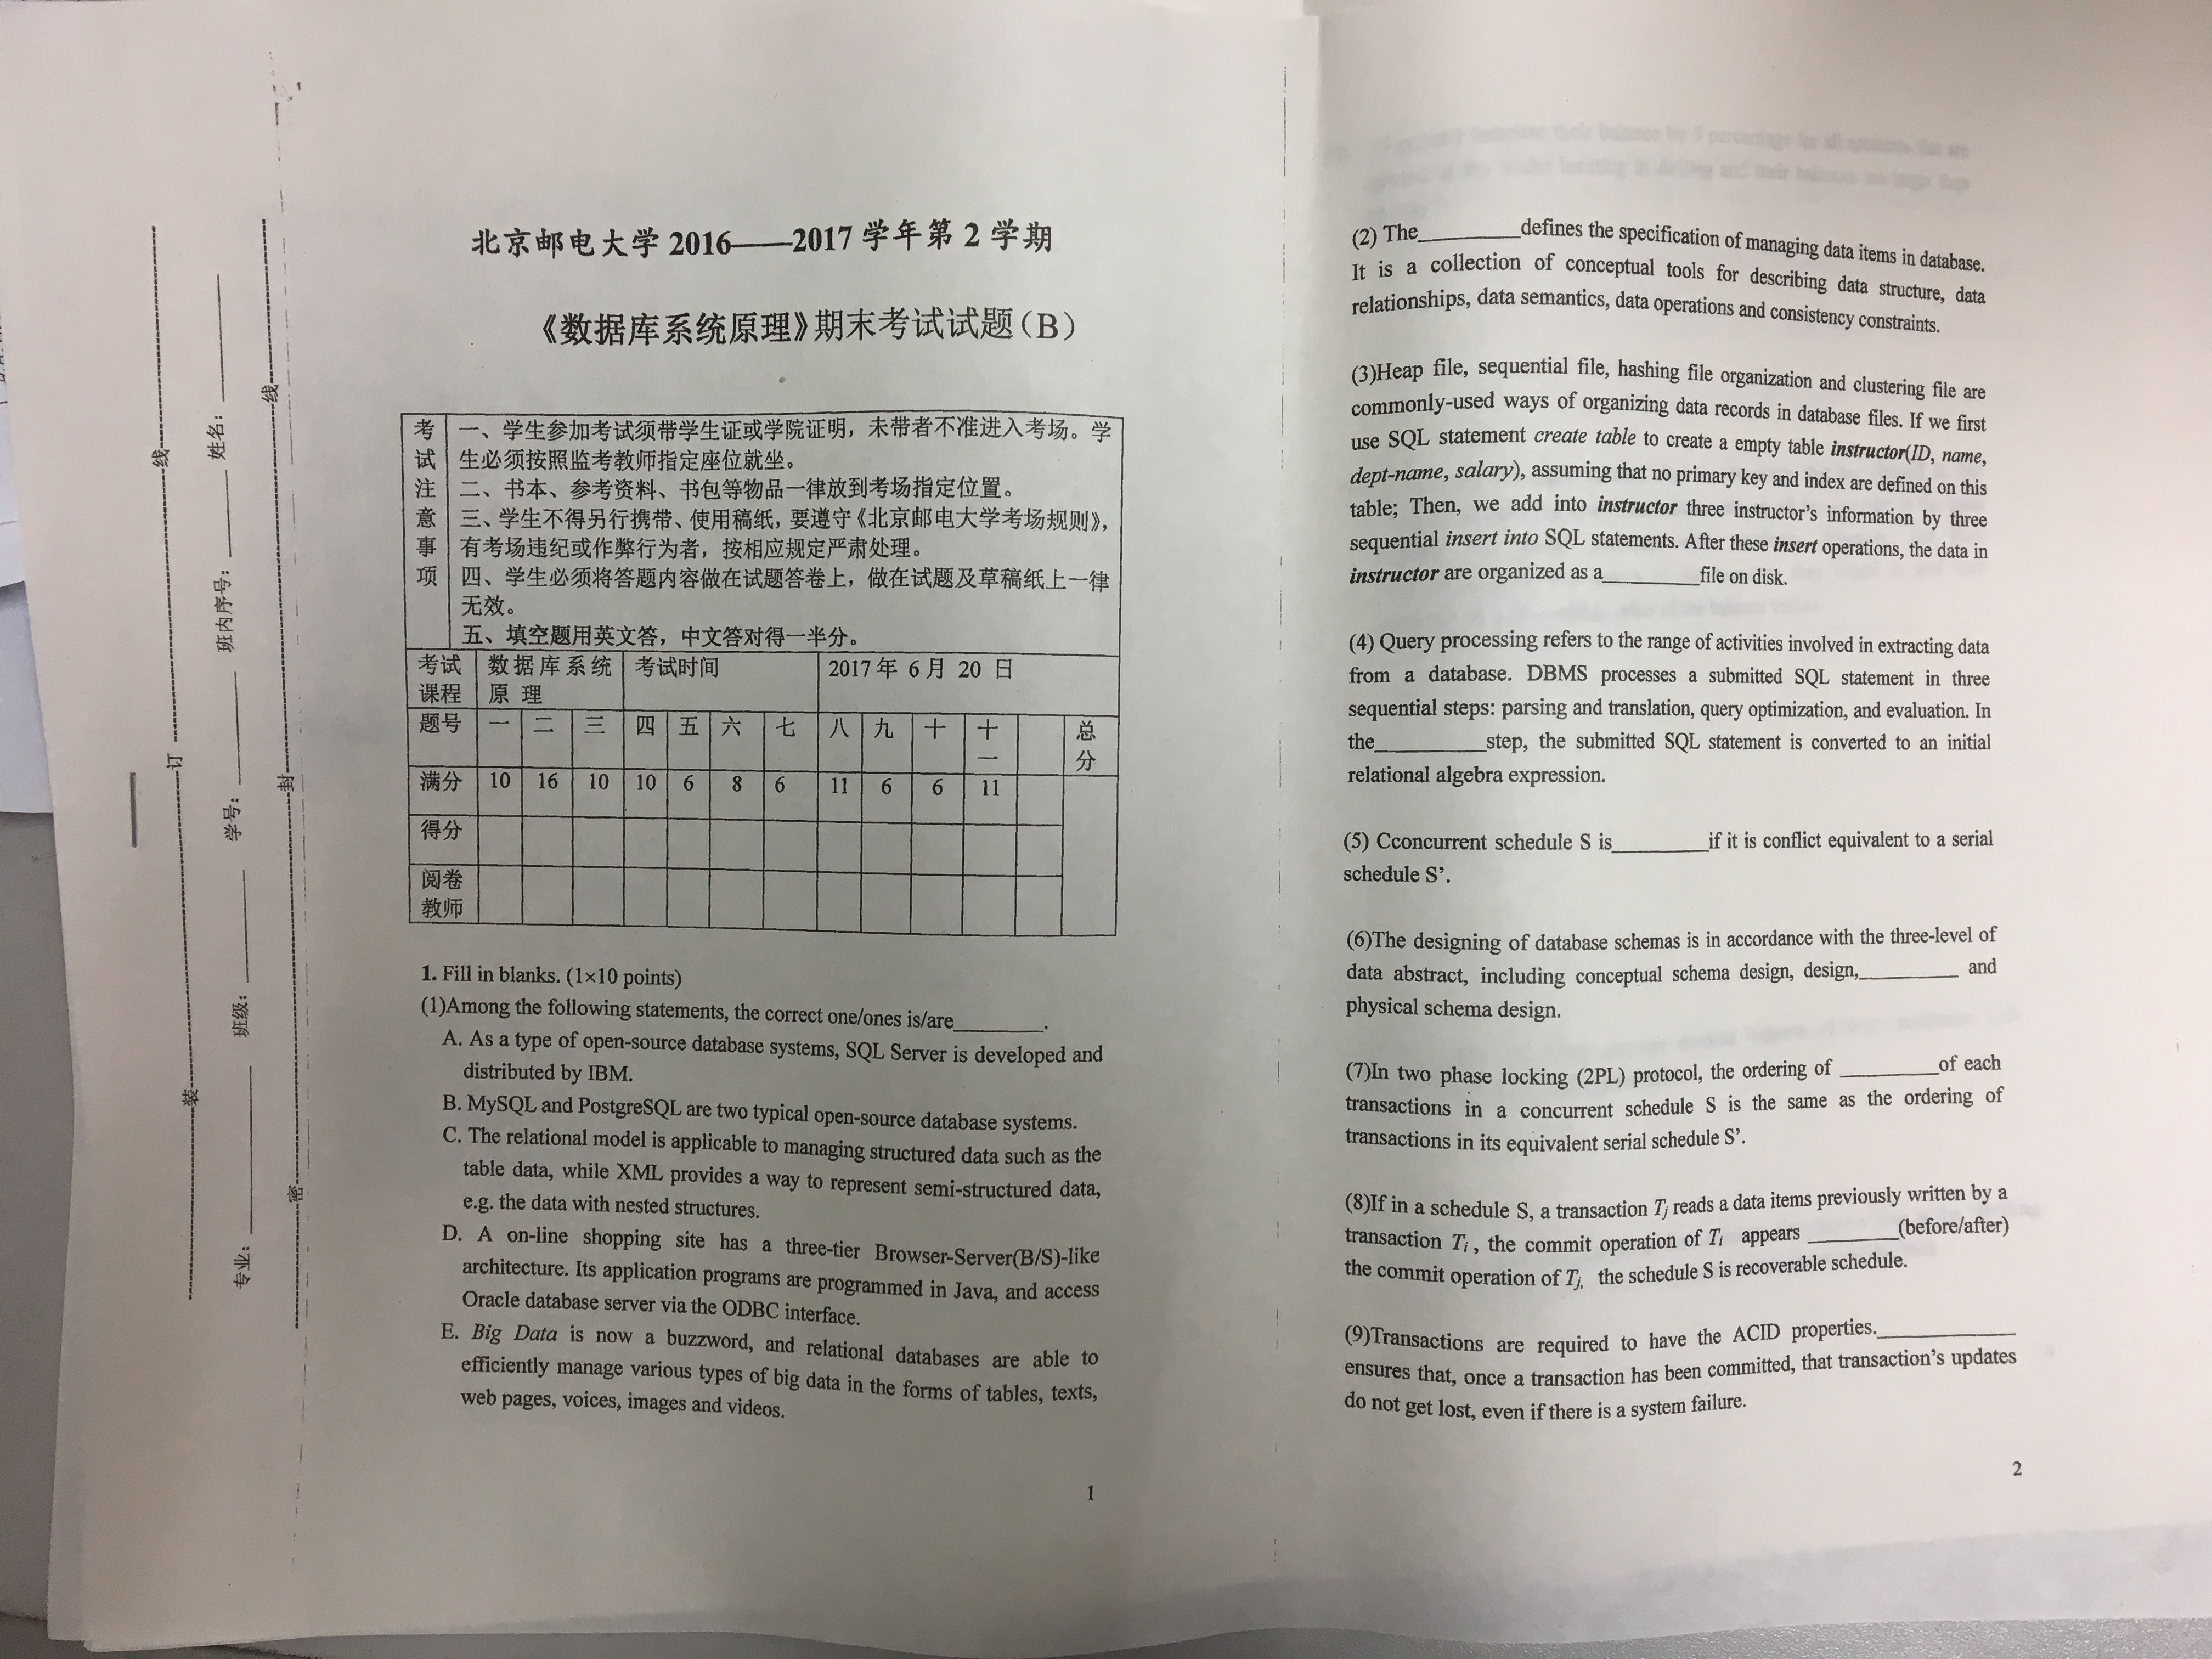 北京邮电大学 2016——2017 学年第 2 学期
《数据库系统原理》期末考试试题（B）
考试注意事项
一、学生参加考试须带学生证或学院证明，未带者不准进入考场。学
生必须按照监考教师指定座位就坐。
二、书本、参考资料、书包等物品一律放到考场指定位置。
三、学生不得另行携带、使用稿纸，要遵守《北京邮电大学考场规则》，
有考场违纪或作弊行为者，按相应规定严肃处理。
四、学生必须将答题内容做在试题答卷上，做在试题及草稿纸上一律
无效。
五、填空题用英文答，中文答对得一半分。
考试课程 数据库系统原理 考试时间 2017 年 6 月 20 日
题号 一 二 三 四 五 六 七 八 九 十 十一 总分
满分 10 16 10 10 6 8 6 11 6 6 11
得分
阅卷教师
1. Fill in blanks. (1×10 points)
(1)Among the following statements, the correct one/ones is/are_________.
A. As a type of open-source database systems, SQL Server is developed and
distributed by IBM.
B. MySQL and PostgreSQL are two typical open-source database systems.
C. The relational model is applicable to managing structured data such as the
table data, while XML provides a way to represent semi-structured data,
e.g. the data with nested structures.
D. A on-line shopping site has a three-tier Browser-Server(B/S)-like
architecture. Its application programs are programmed in Java, and access
Oracle database server via the ODBC interface.
E. Big Data is now a buzzword, and relational databases are able to
efficiently manage various types of big data in the forms of tables, texts,
web pages, voices, images and videos.
1
专业：________ 班级：________ 学号：________ 班内序号：________ 姓名：________
装 订 线
密 封 线
(2) The_________defines the specification of managing data items in database.
It is a collection of conceptual tools for describing data structure, data
relationships, data semantics, data operations and consistency constraints.
(3)Heap file, sequential file, hashing file organization and clustering file are
commonly-used ways of organizing data records in database files. If we first
use SQL statement create table to create a empty table instructor(ID, name,
dept-name, salary), assuming that no primary key and index are defined on this
table; Then, we add into instructor three instructor's information by three
sequential insert into SQL statements. After these insert operations, the data in
instructor are organized as a_________file on disk.
(4) Query processing refers to the range of activities involved in extracting data
from a database. DBMS processes a submitted SQL statement in three
sequential steps: parsing and translation, query optimization, and evaluation. In
the__________step, the submitted SQL statement is converted to an initial
relational algebra expression.
(5) Cconcurrent schedule S is_________if it is conflict equivalent to a serial
schedule S'.
(6)The designing of database schemas is in accordance with the three-level of
data abstract, including conceptual schema design, design,_________ and
physical schema design.
(7)In two phase locking (2PL) protocol, the ordering of _________of each
transactions in a concurrent schedule S is the same as the ordering of
transactions in its equivalent serial schedule S'.
(8)If in a schedule S, a transaction Tj reads a data items previously written by a
transaction Ti , the commit operation of Ti appears ________(before/after)
the commit operation of Tj, the schedule S is recoverable schedule.
(9)Transactions are required to have the ACID properties.____________
ensures that, once a transaction has been committed, that transaction's updates
do not get lost, even if there is a system failure.
2